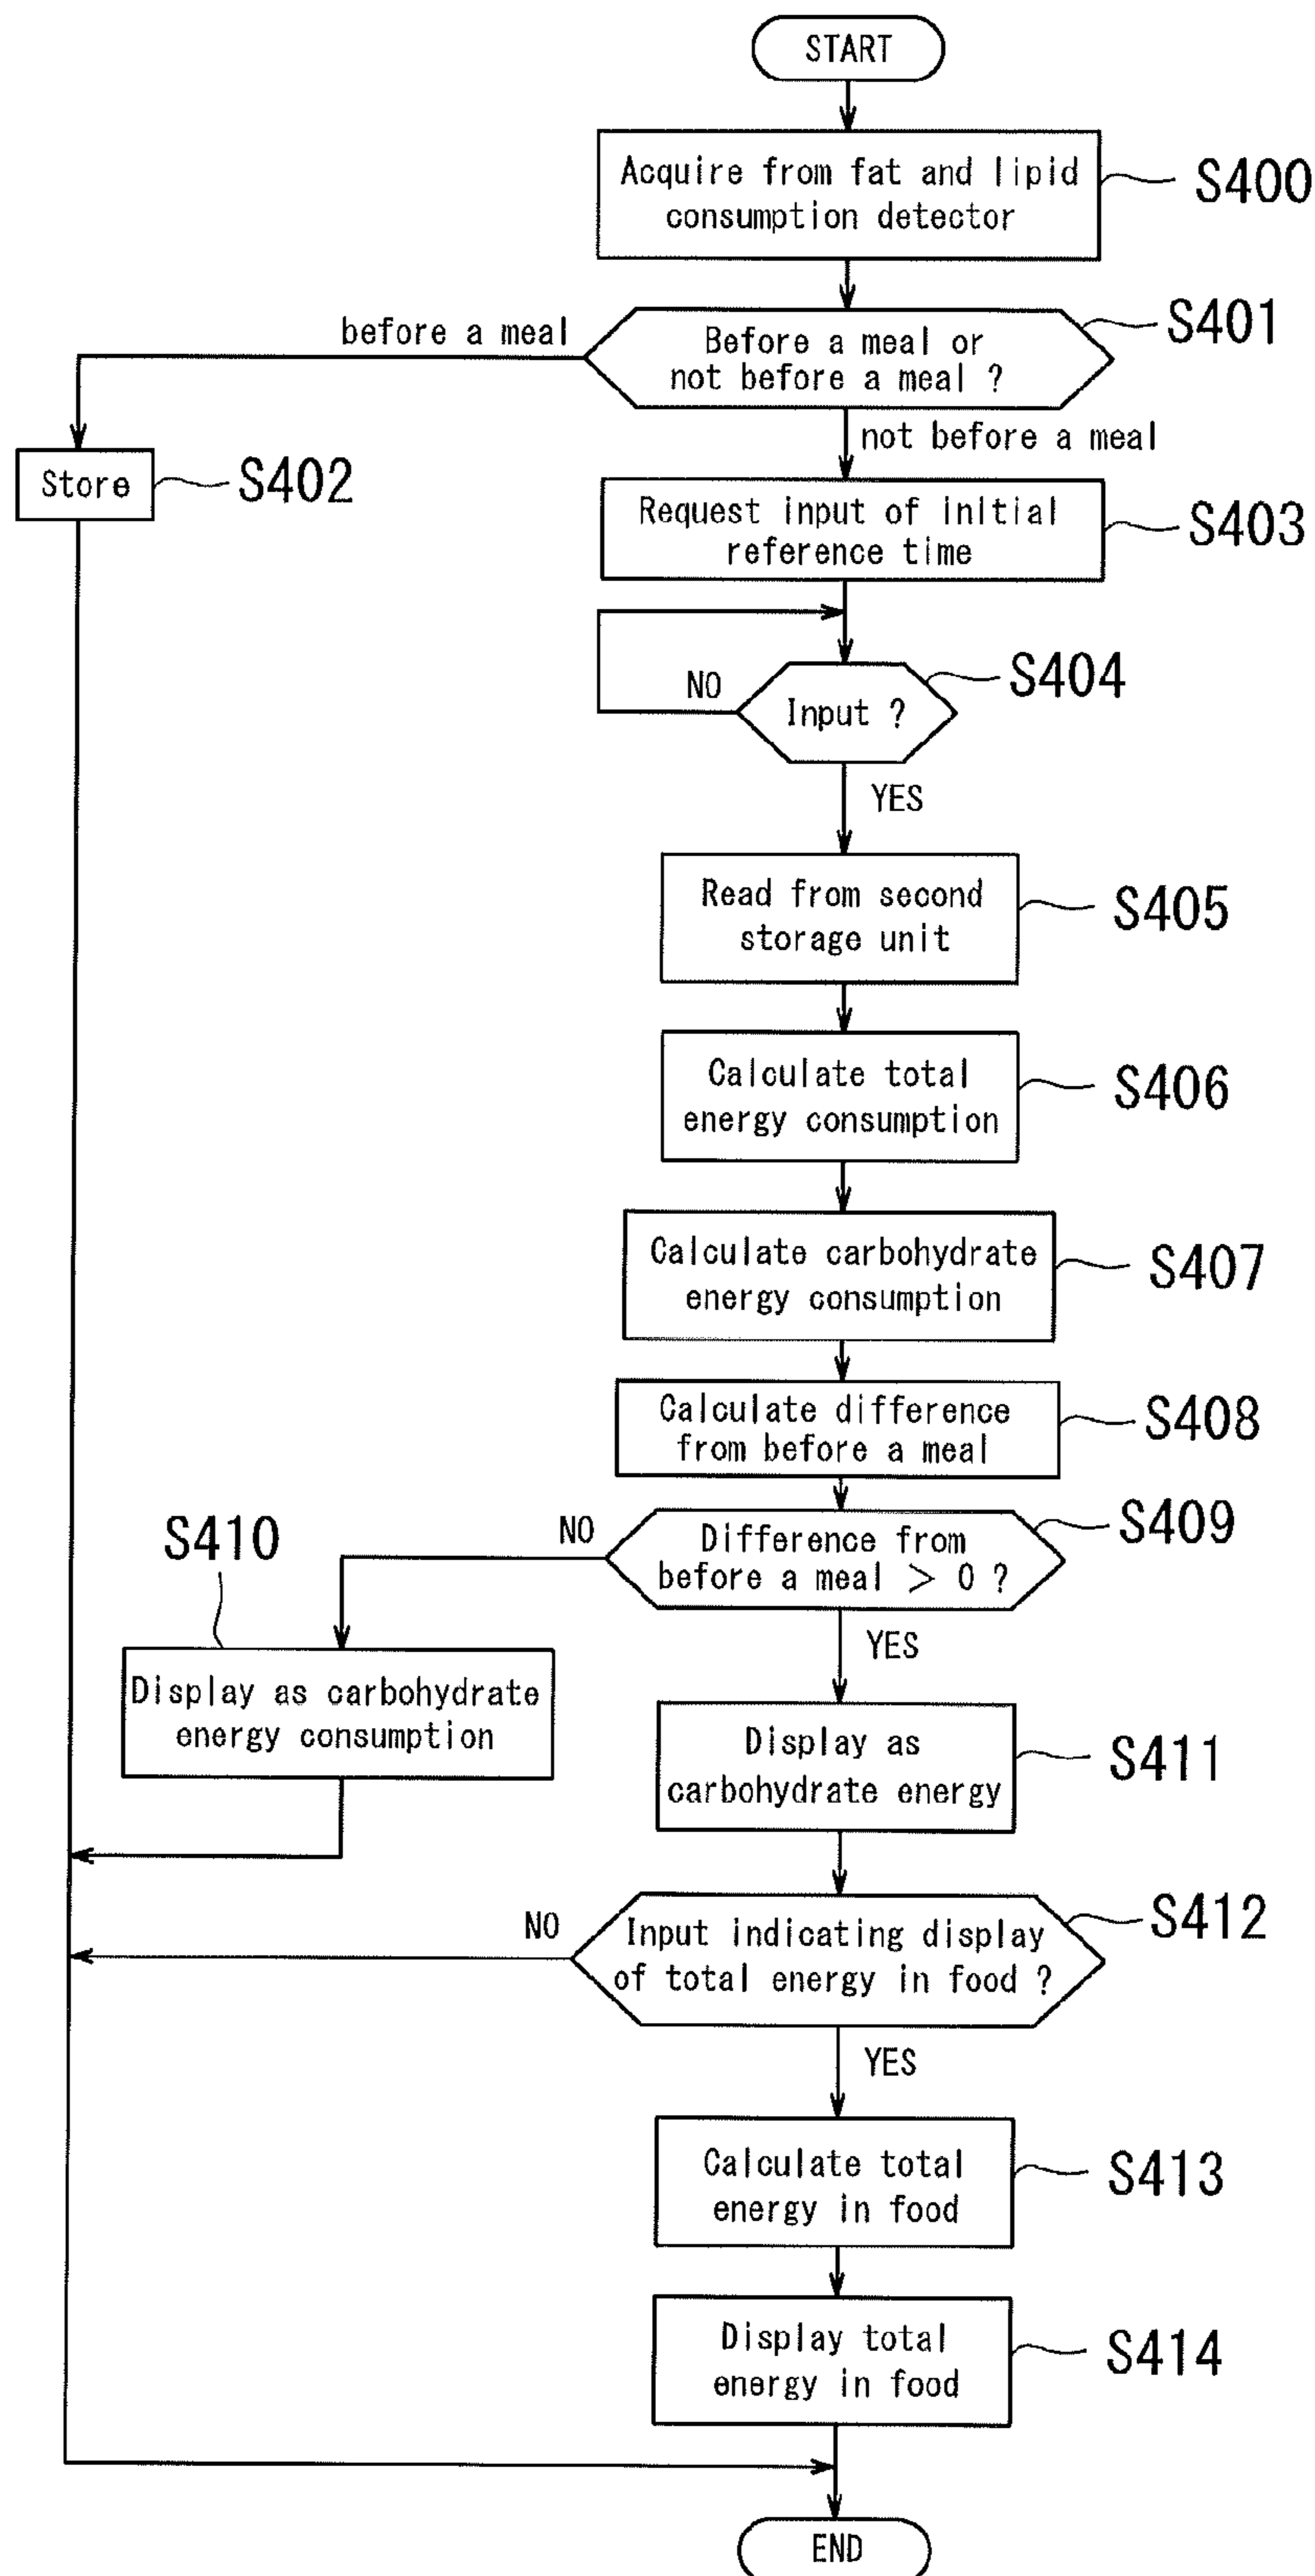 START
Acquire from fat and lipid
consumption detector
S400
S401
before a meal
Before a meal or
not before a meal ?
not before a meal
Store
S402
Request input of initial
reference time
S403
S404
NO
Input ?
YES
Read from second
storage unit
S405
Calculate total
energy consumption
S406
Calculate carbohydrate
energy consumption
S407
Calculate difference
from before a meal
S408
S409
NO
Difference from
before a meal > 0 ?
YES
S410
Display as carbohydrate
energy consumption
Display as
carbohydrate energy
S411
S412
NO
Input indicating display
of total energy in food ?
YES
Calculate total
energy in food
S413
Display total
energy in food
S414
END